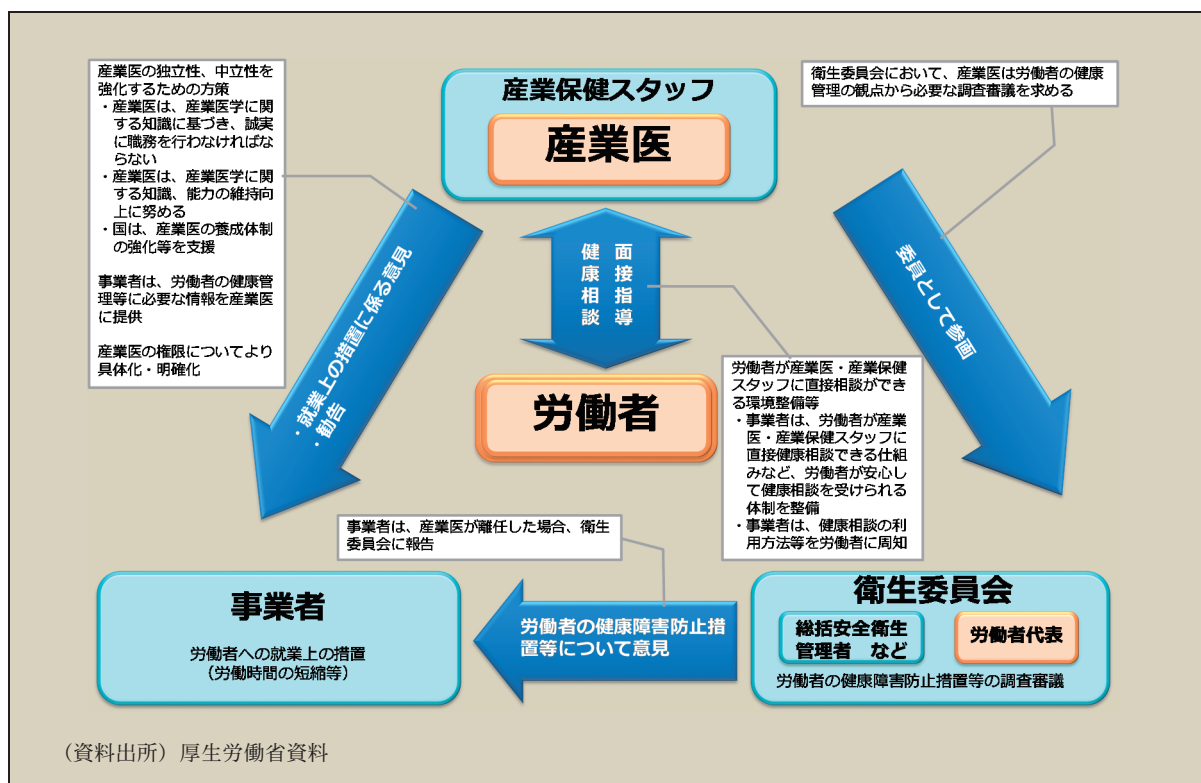 産業医の独立性、中立性を
強化するための方策
・産業医は、産業医学に関
する知識に基づき、誠実
に職務を行わなければな
らない
・産業医は、産業医学に関
する知識、能力の維持向
上に努める
・国は、産業医の養成体制
の強化等を支援
事業者は、労働者の健康管
理等に必要な情報を産業医
に提供
産業医の権限についてより
具体化・明確化
産業保健スタッフ
産業医
衛生委員会において、産業医は労働者の健康
管理の観点から必要な調査審議を求める
・就業上の措置に係る意見
・勧告
面接指導
健康相談
委員として参画
労働者
労働者が産業医・産業保健
スタッフに直接相談ができ
る環境整備等
・事業者は、労働者が産業
医・産業保健スタッフに
直接健康相談できる仕組
みなど、労働者が安心し
て健康相談を受けられる
体制を整備
・事業者は、健康相談の利
用方法等を労働者に周知
事業者は、産業医が離任した場合、衛生
委員会に報告
事業者
労働者への就業上の措置
（労働時間の短縮等）
労働者の健康障害防止措
置等について意見
衛生委員会
総括安全衛生
管理者　など
労働者代表
労働者の健康障害防止措置等の調査審議
（資料出所）厚生労働省資料